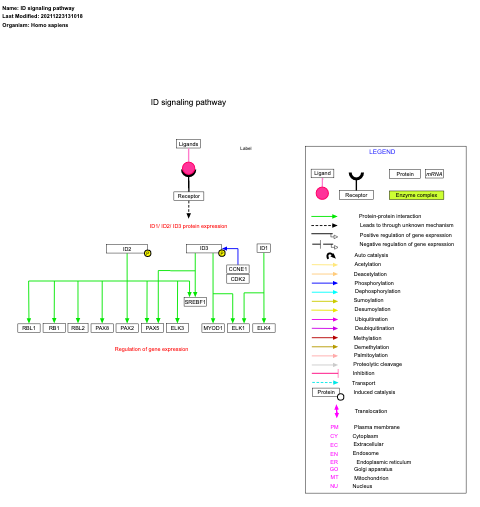 Name: ID signaling pathway
Last Modified: 20211223131018
Organism: Homo sapiens
ID signaling pathway
Ligands
Label
Receptor
ID1/ ID2/ ID3 protein expression
ID2
P
ID3
P
ID1
CCNE1
CDK2
SREBF1
RBL1
RB1
RBL2
PAX8
PAX2
PAX5
ELK3
MYOD1
ELK1
ELK4
Regulation of gene expression
LEGEND
Ligand
Receptor
Protein
mRNA
Enzyme complex
Protein-protein interaction
Leads to through unknown mechanism
Positive regulation of gene expression
Negative regulation of gene expression
Auto catalysis
Acetylation
Deacetylation
Phosphorylation
Dephosphorylation
Sumoylation
Desumoylation
Ubiquitination
Deubiquitination
Methylation
Demethylation
Palmitoylation
Proteolytic cleavage
Inhibition
Transport
Protein
Induced catalysis
Translocation
PM Plasma membrane
CY Cytoplasm
EC Extracellular
EN Endosome
ER Endoplasmic reticulum
GO Golgi apparatus
MT Mitochondrion
NU Nucleus